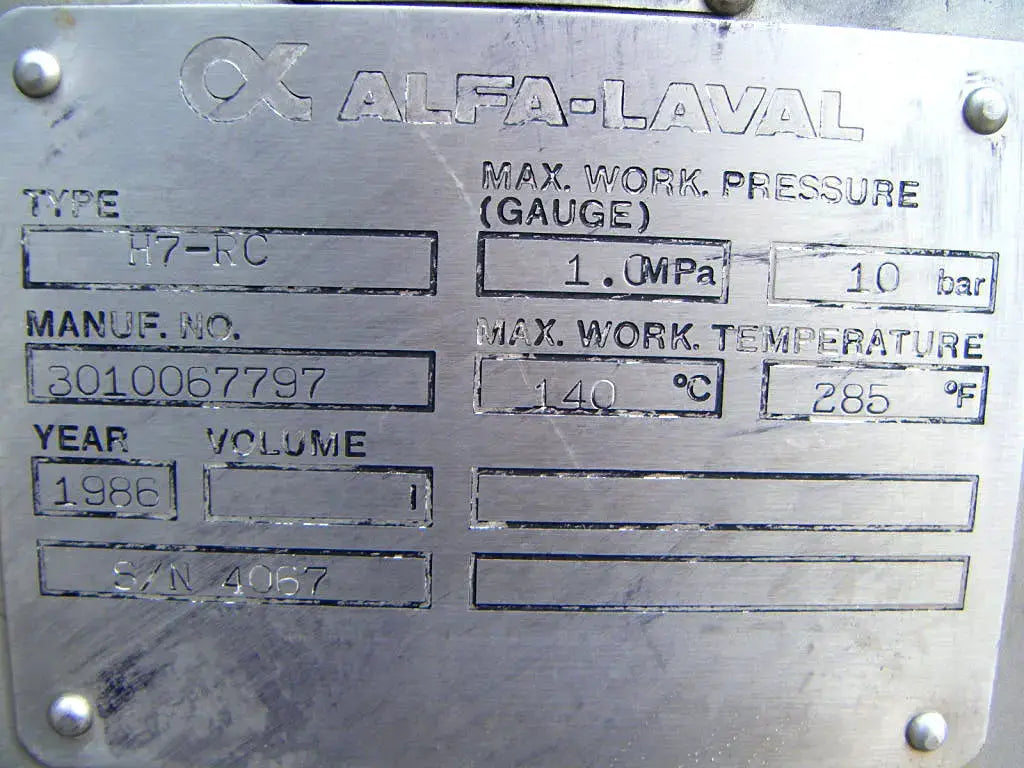 ALFA-LAVAL
TYPE
H7-RC
MAX. WORK. PRESSURE
(GAUGE)
1.0 MPa 10 bar
MANUF. NO.
3010067797
MAX. WORK. TEMPERATURE
140 °C 285 °F
YEAR VOLUME
1986 l
S/N 4067